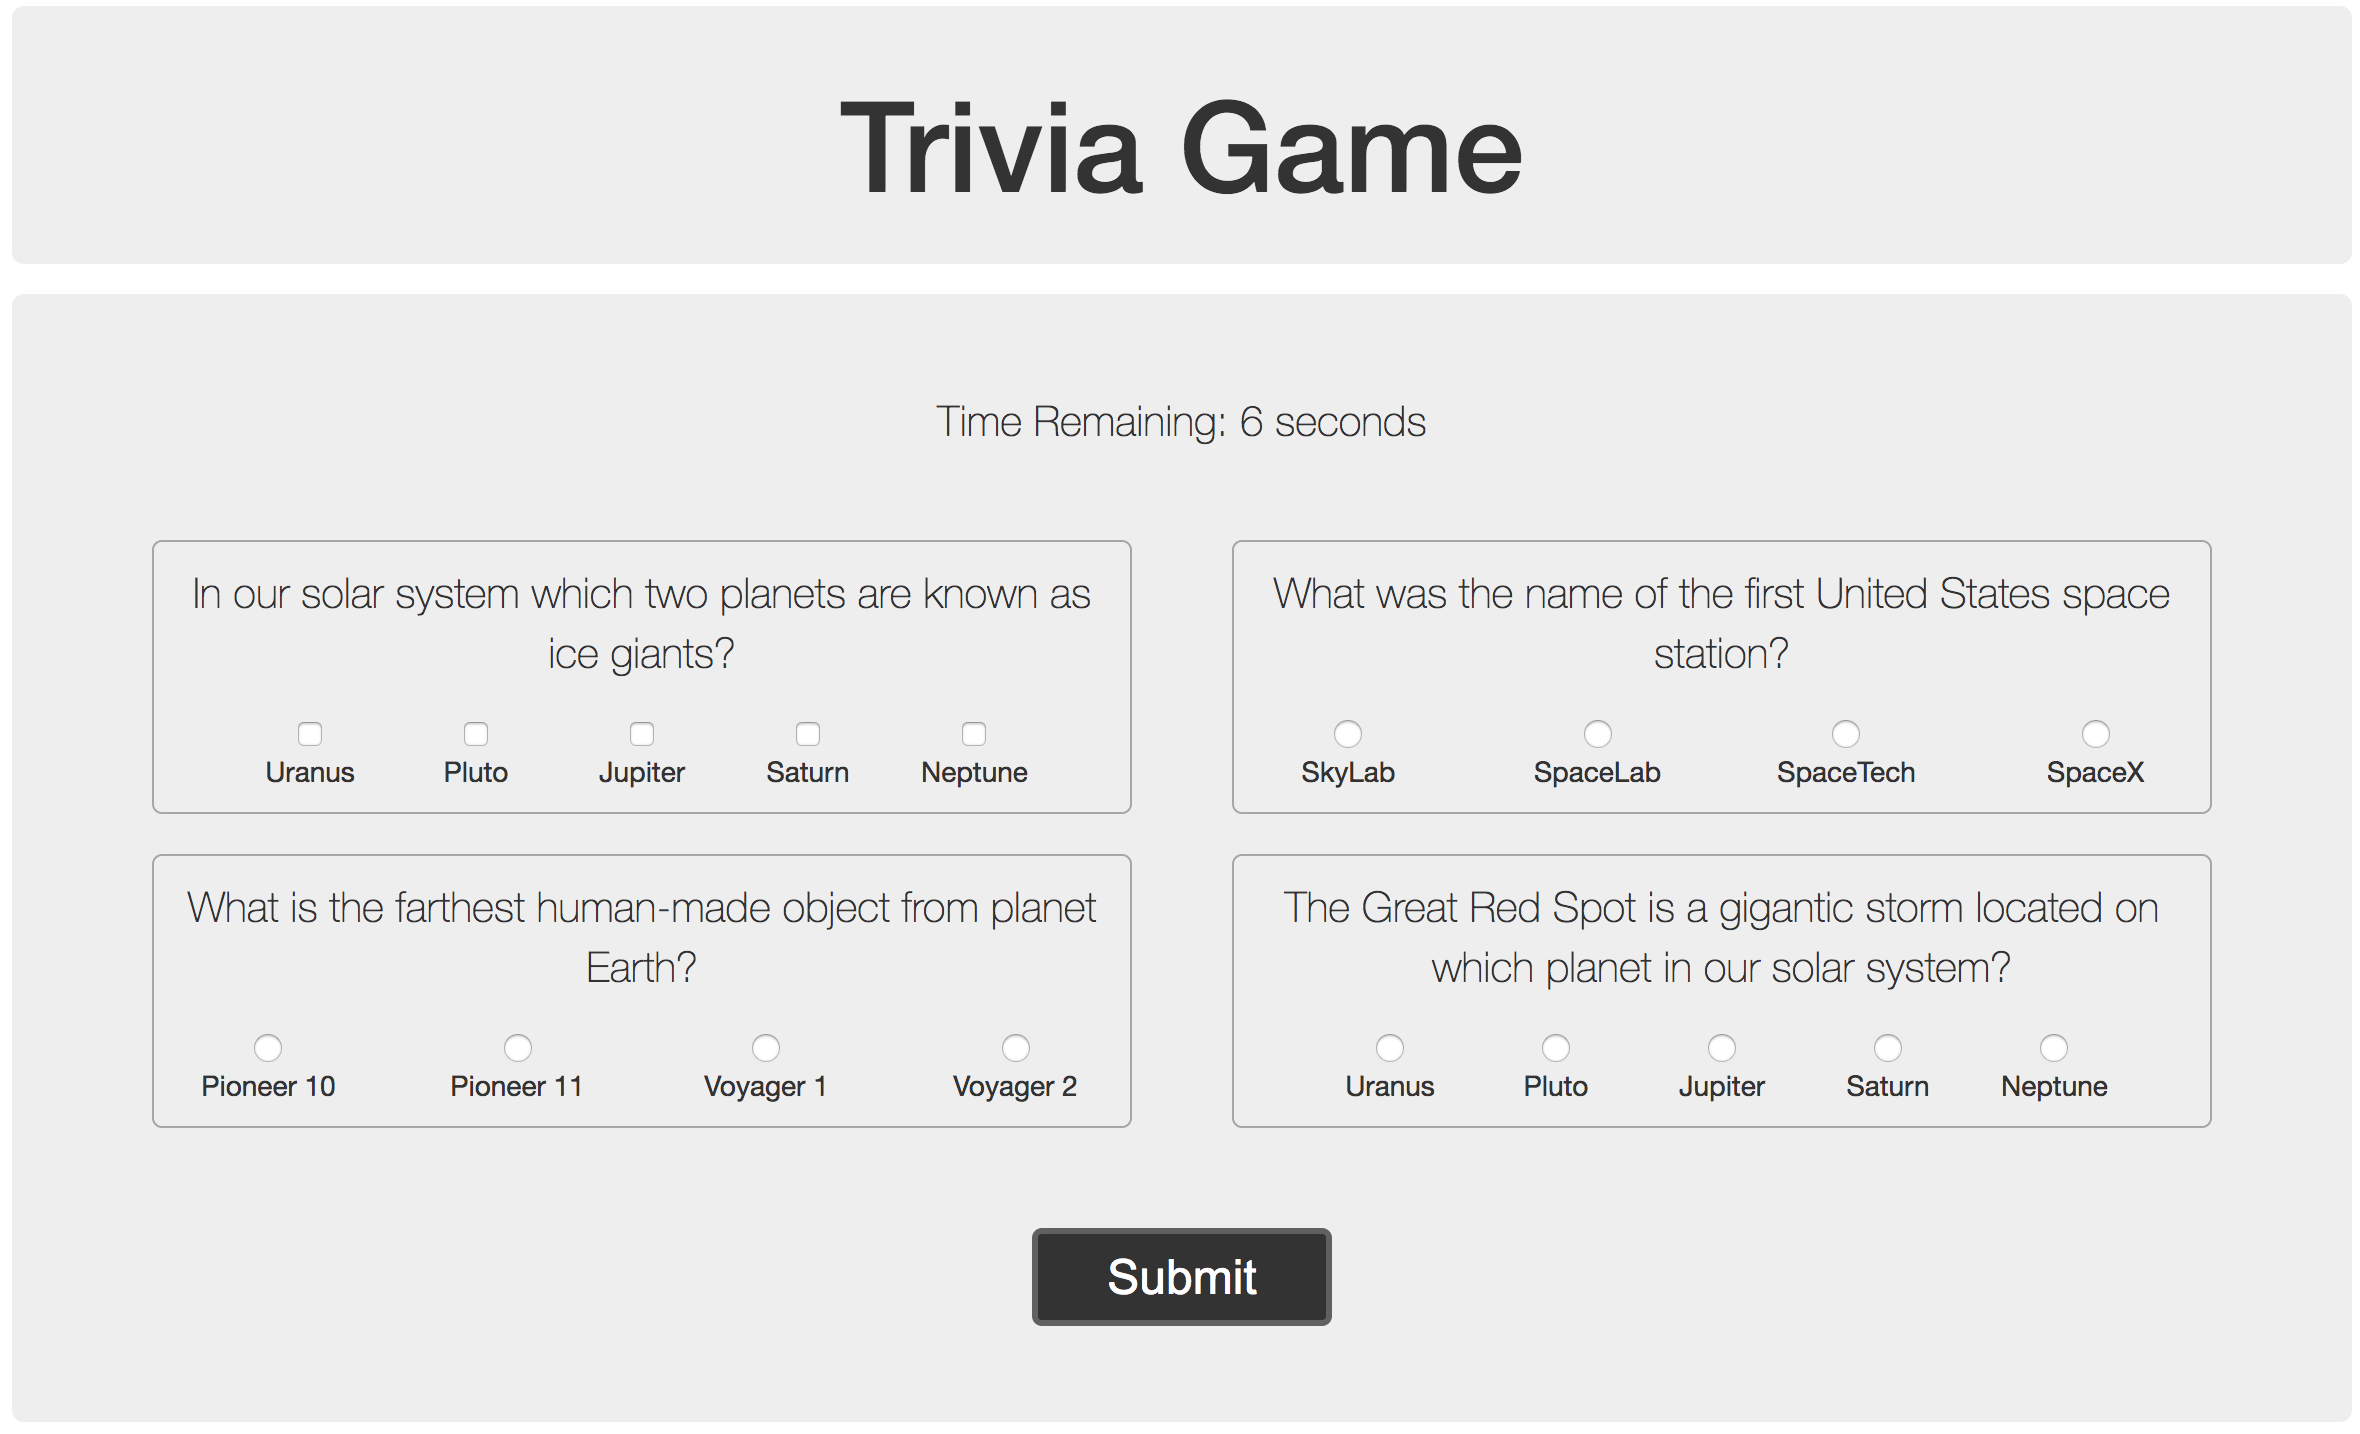 Trivia Game
Time Remaining: 6 seconds
In our solar system which two planets are known as
ice giants?
Uranus Pluto Jupiter Saturn Neptune
What was the name of the first United States space
station?
SkyLab SpaceLab SpaceTech SpaceX
What is the farthest human-made object from planet
Earth?
Pioneer 10 Pioneer 11 Voyager 1 Voyager 2
The Great Red Spot is a gigantic storm located on
which planet in our solar system?
Uranus Pluto Jupiter Saturn Neptune
Submit